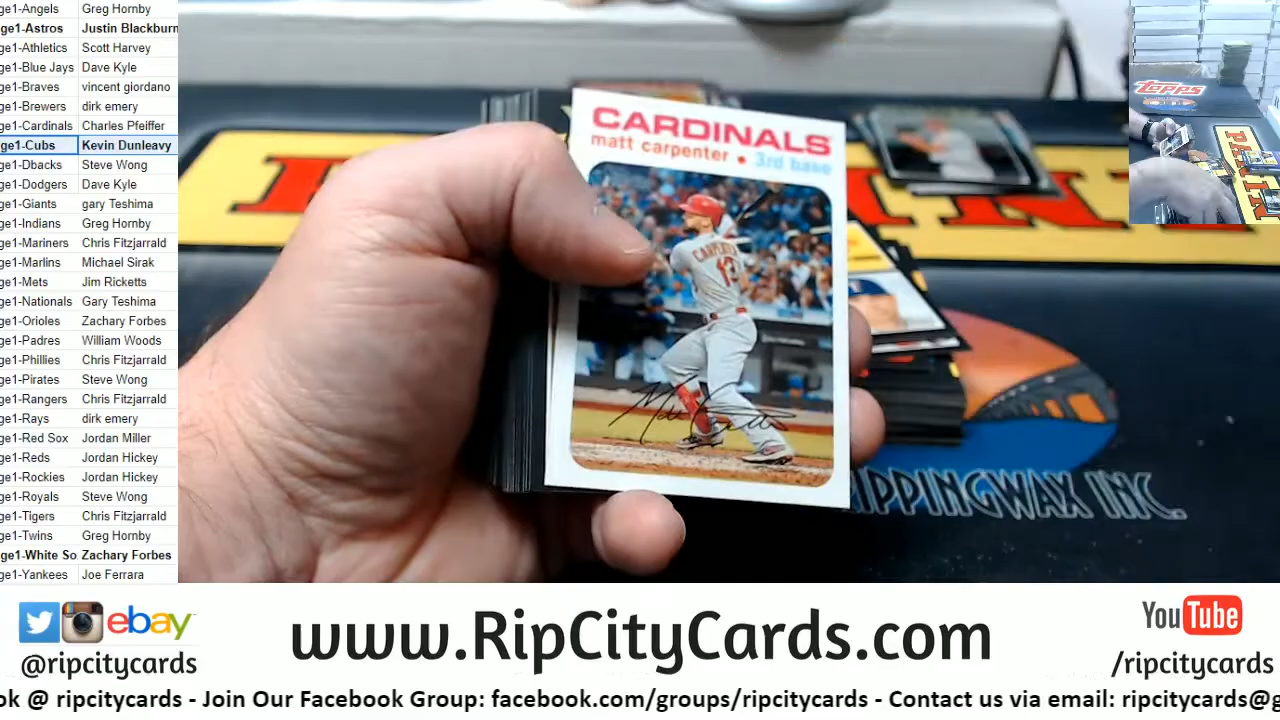 ge1-Angels Greg Hornby
ge1-Astros Justin Blackburn
ge1-Athletics Scott Harvey
ge1-Blue Jays Dave Kyle
ge1-Braves vincent giordano
ge1-Brewers dirk emery
ge1-Cardinals Charles Pfeiffer
ge1-Cubs Kevin Dunleavy
ge1-Dbacks Steve Wong
ge1-Dodgers Dave Kyle
ge1-Giants gary Teshima
ge1-Indians Greg Hornby
ge1-Mariners Chris Fitzjarrald
ge1-Marlins Michael Sirak
ge1-Mets Jim Ricketts
ge1-Nationals Gary Teshima
ge1-Orioles Zachary Forbes
ge1-Padres William Woods
ge1-Phillies Chris Fitzjarrald
ge1-Pirates Steve Wong
ge1-Rangers Chris Fitzjarrald
ge1-Rays dirk emery
ge1-Red Sox Jordan Miller
ge1-Reds Jordan Hickey
ge1-Rockies Jordan Hickey
ge1-Royals Steve Wong
ge1-Tigers Chris Fitzjarrald
ge1-Twins Greg Hornby
ge1-White So Zachary Forbes
ge1-Yankees Joe Ferrara
CARDINALS
matt carpenter • 3rd base
CARPENTER
13
RIPPINGWAX INC.
TOPPS
ebay
@ripcitycards
www.RipCityCards.com
YouTube
/ripcitycards
ok @ ripcitycards - Join Our Facebook Group: facebook.com/groups/ripcitycards - Contact us via email: ripcitycards@g